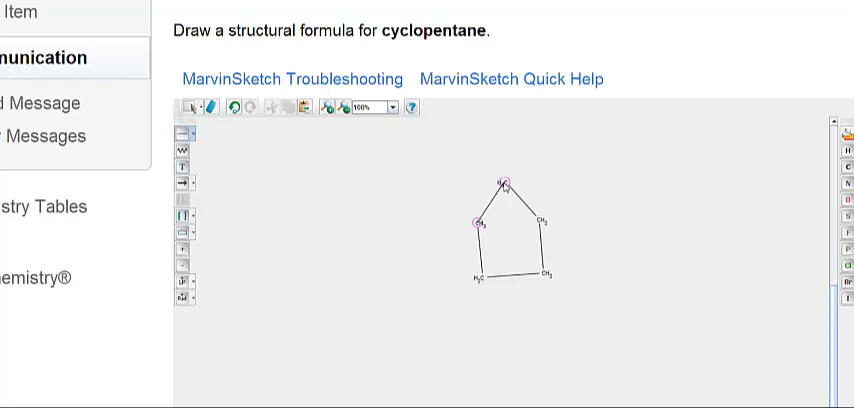 Item
Draw a structural formula for cyclopentane.
munication
MarvinSketch Troubleshooting MarvinSketch Quick Help
d Message
100%
Messages
T
stry Tables
emistry®
CH2
H2C
CH2
H
C
N
O
S
F
P
Cl
Br
I